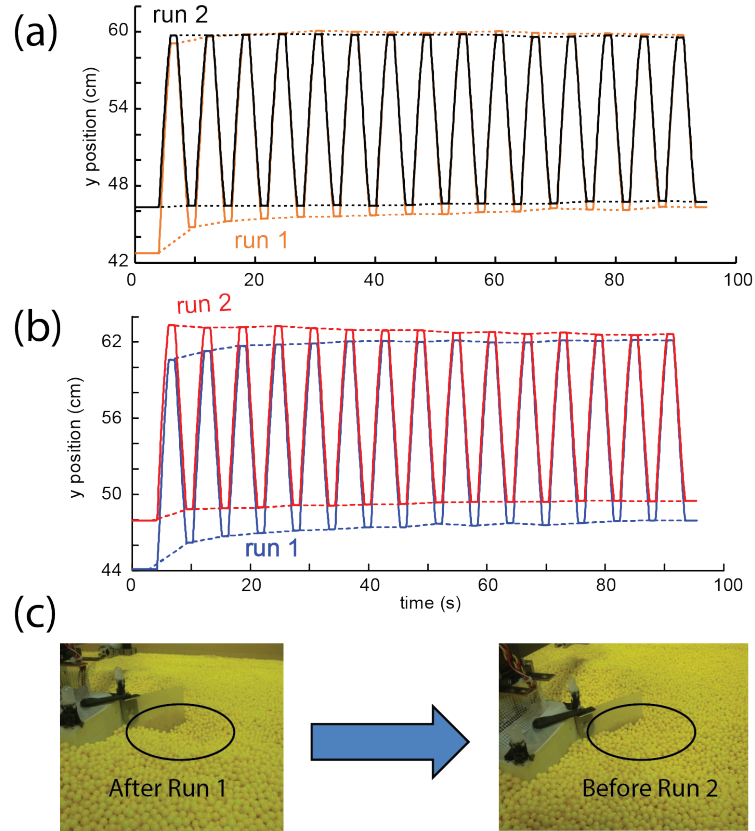 (a)
run 2
60
54
48
42
y position (cm)
run 1
0
20
40
60
80
100
(b)
run 2
62
56
50
44
y position (cm)
run 1
0
20
40
60
80
100
time (s)
(c)
After Run 1
Before Run 2